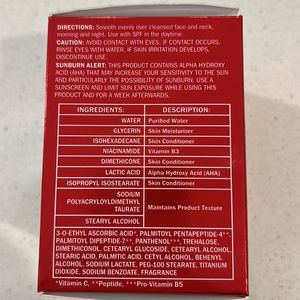 DIRECTIONS: Smooth evenly over cleansed face and neck,
morning and night. Use with SPF in the daytime.
CAUTION: AVOID CONTACT WITH EYES. IF CONTACT OCCURS,
RINSE EYES WITH WATER. IF SKIN IRRITATION DEVELOPS,
DISCONTINUE USE.
SUNBURN ALERT: THIS PRODUCT CONTAINS ALPHA HYDROXY
ACID (AHA) THAT MAY INCREASE YOUR SENSITIVITY TO THE SUN
AND PARTICULARLY THE POSSIBILITY OF SUNBURN. USE A
SUNSCREEN AND LIMIT SUN EXPOSURE WHILE USING THIS
PRODUCT AND FOR A WEEK AFTERWARDS.
INGREDIENTS: DESCRIPTION:
WATER Purified Water
GLYCERIN Skin Moisturizer
ISOHEXADECANE Skin Conditioner
NIACINAMIDE Vitamin B3
DIMETHICONE Skin Conditioner
LACTIC ACID Alpha Hydroxy Acid (AHA)
ISOPROPYL ISOSTEARATE Skin Conditioner
SODIUM
POLYACRYLOYLDIMETHYL
TAURATE
Maintains Product Texture
STEARYL ALCOHOL
3-O-ETHYL ASCORBIC ACID*, PALMITOYL PENTAPEPTIDE-4**,
PALMITOYL DIPEPTIDE-7**, PANTHENOL***, TREHALOSE,
DIMETHICONOL, CETEARYL GLUCOSIDE, CETEARYL ALCOHOL,
STEARIC ACID, PALMITIC ACID, CETYL ALCOHOL, BEHENYL
ALCOHOL, SODIUM LACTATE, PEG-100 STEARATE, TITANIUM
DIOXIDE, SODIUM BENZOATE, FRAGRANCE
*Vitamin C, **Peptide, ***Pro-Vitamin B5